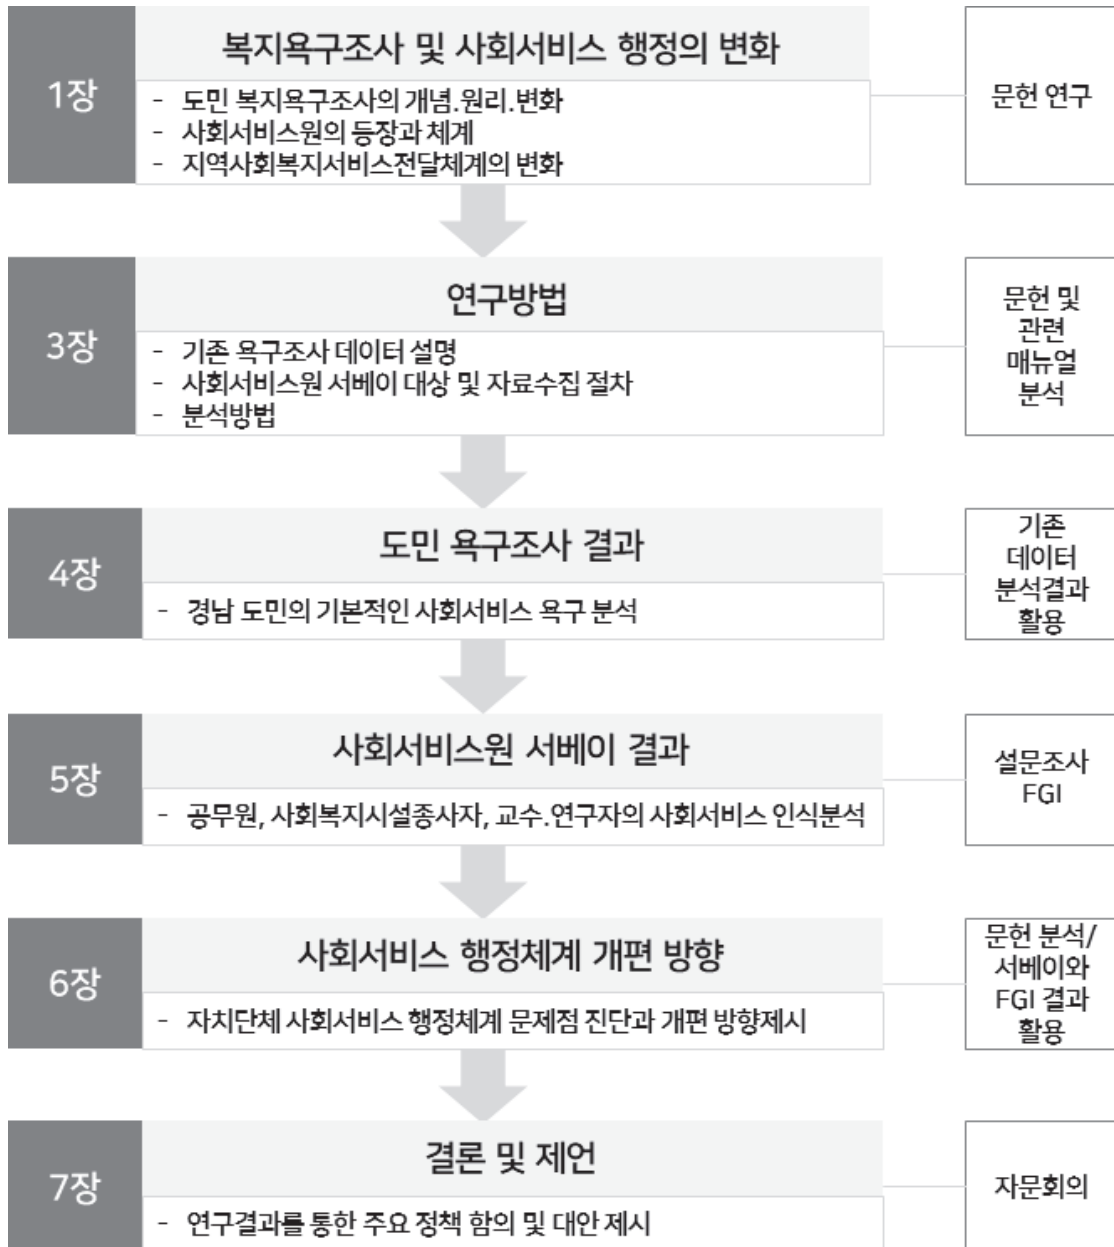 1장
복지욕구조사 및 사회서비스 행정의 변화
- 도민 복지욕구조사의 개념.원리.변화
- 사회서비스원의 등장과 체계
- 지역사회복지서비스전달체계의 변화
문헌 연구
3장
연구방법
- 기존 욕구조사 데이터 설명
- 사회서비스원 서베이 대상 및 자료수집 절차
- 분석방법
문헌 및
관련
매뉴얼
분석
4장
도민 욕구조사 결과
- 경남 도민의 기본적인 사회서비스 욕구 분석
기존
데이터
분석결과
활용
5장
사회서비스원 서베이 결과
- 공무원, 사회복지시설종사자, 교수.연구자의 사회서비스 인식분석
설문조사
FGI
6장
사회서비스 행정체계 개편 방향
- 자치단체 사회서비스 행정체계 문제점 진단과 개편 방향제시
문헌 분석/
서베이와
FGI 결과
활용
7장
결론 및 제언
- 연구결과를 통한 주요 정책 함의 및 대안 제시
자문회의